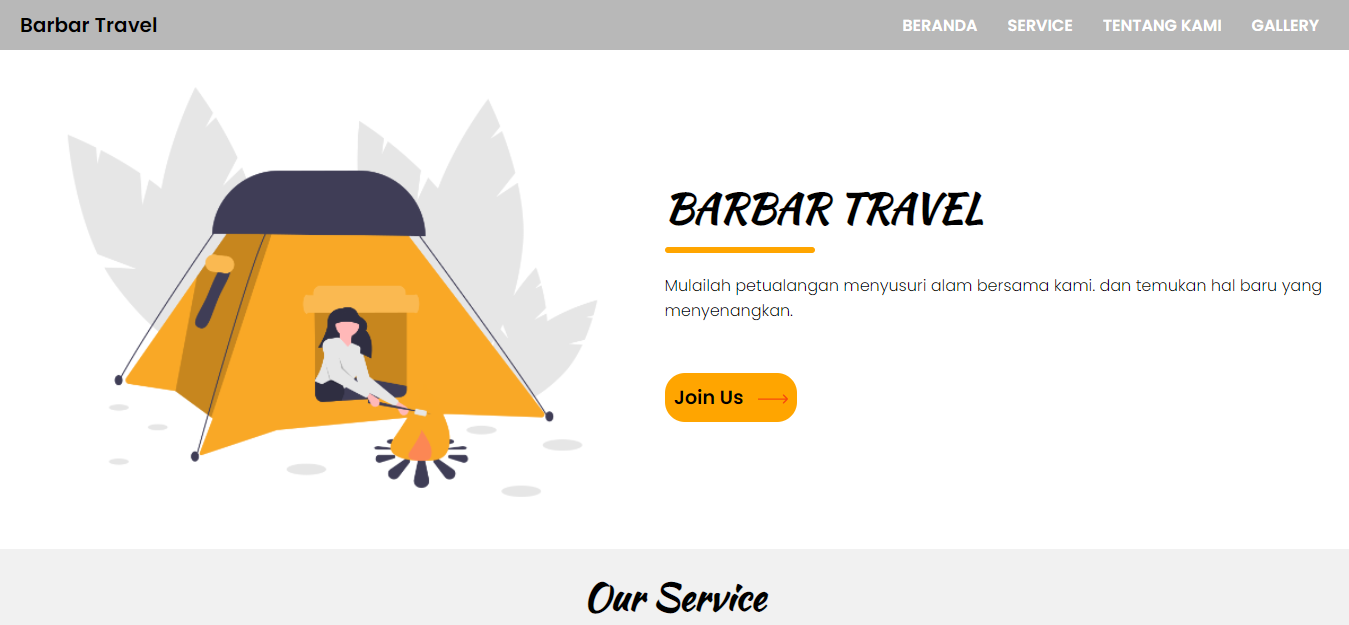 Barbar Travel
BERANDA SERVICE TENTANG KAMI GALLERY
BARBAR TRAVEL
Mulailah petualangan menyusuri alam bersama kami. dan temukan hal baru yang
menyenangkan.
Join Us
Our Service